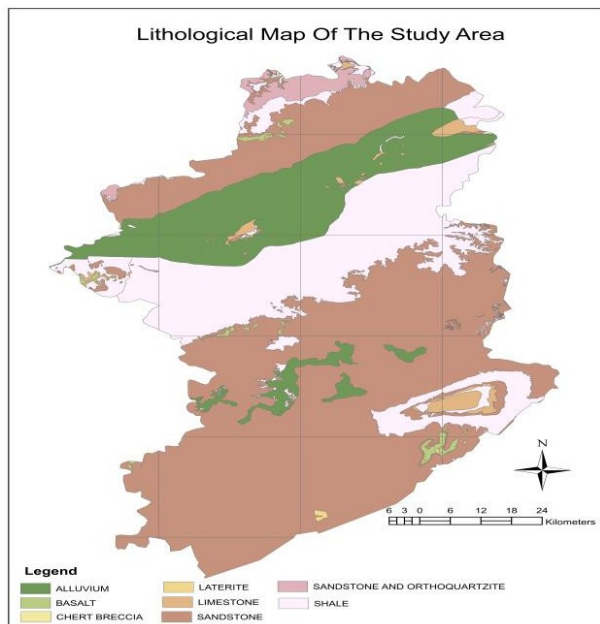 Lithological Map Of The Study Area
N
6 3 0 6 12 18 24
Kilometers
Legend
ALLUVIUM
BASALT
CHERT BRECCIA
LATERITE
LIMESTONE
SANDSTONE
SANDSTONE AND ORTHOQUARTZITE
SHALE